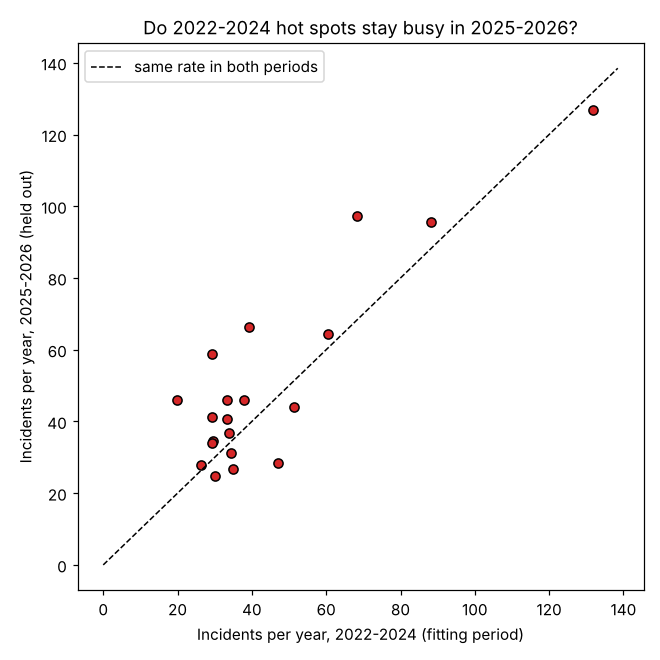 Do 2022-2024 hot spots stay busy in 2025-2026?
same rate in both periods
Incidents per year, 2025-2026 (held out)
140
120
100
80
60
40
20
0
0 20 40 60 80 100 120 140
Incidents per year, 2022-2024 (fitting period)